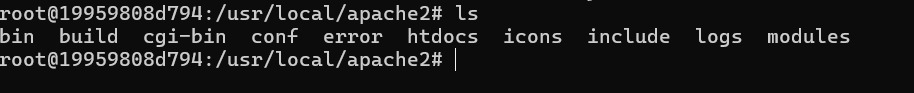 root@19959808d794:/usr/local/apache2# ls
bin build cgi-bin conf error htdocs icons include logs modules
root@19959808d794:/usr/local/apache2#